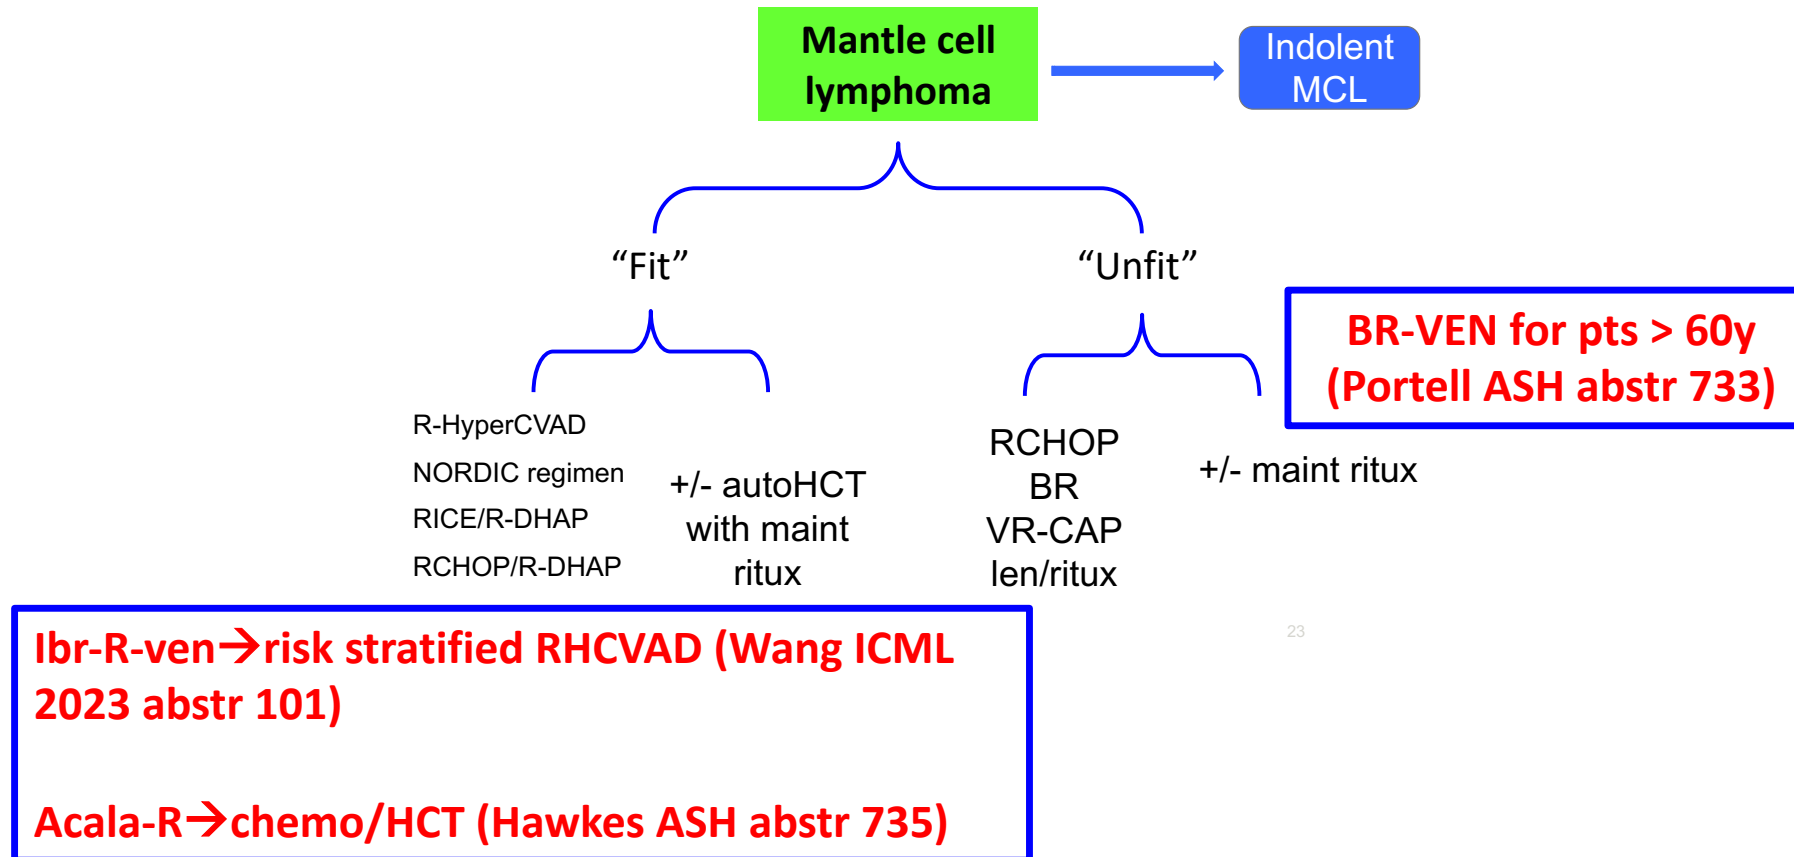 Mantle cell
lymphoma
Indolent
MCL
“Fit”
“Unfit”
BR-VEN for pts > 60y
(Portell ASH abstr 733)
R-HyperCVAD
NORDIC regimen
RICE/R-DHAP
RCHOP/R-DHAP
+/- autoHCT
with maint
ritux
RCHOP
BR
VR-CAP
len/ritux
+/- maint ritux
Ibr-R-ven→risk stratified RHCVAD (Wang ICML
2023 abstr 101)
Acala-R→chemo/HCT (Hawkes ASH abstr 735)
23